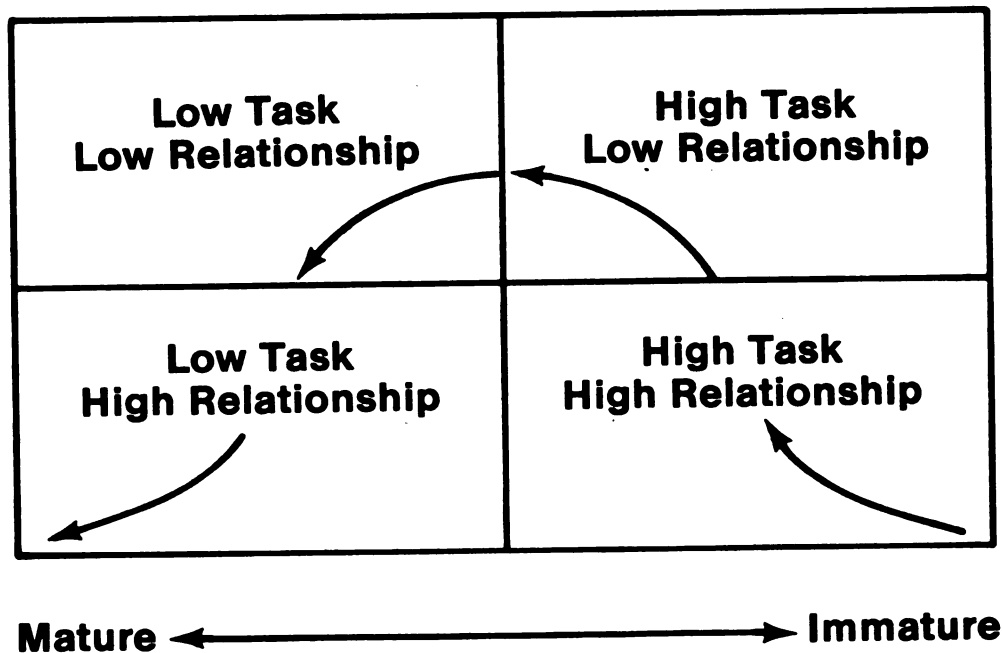 Low Task
Low Relationship
High Task
Low Relationship
Low Task
High Relationship
High Task
High Relationship
Mature
Immature